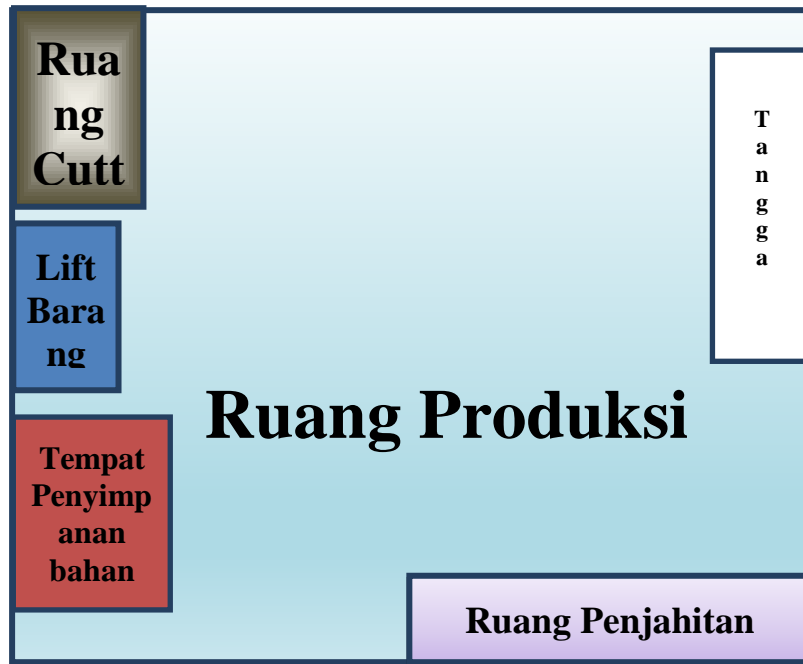 Rua
ng
Cutt
T
a
n
g
g
a
Lift
Bara
ng
Ruang Produksi
Tempat
Penyimp
anan
bahan
Ruang Penjahitan